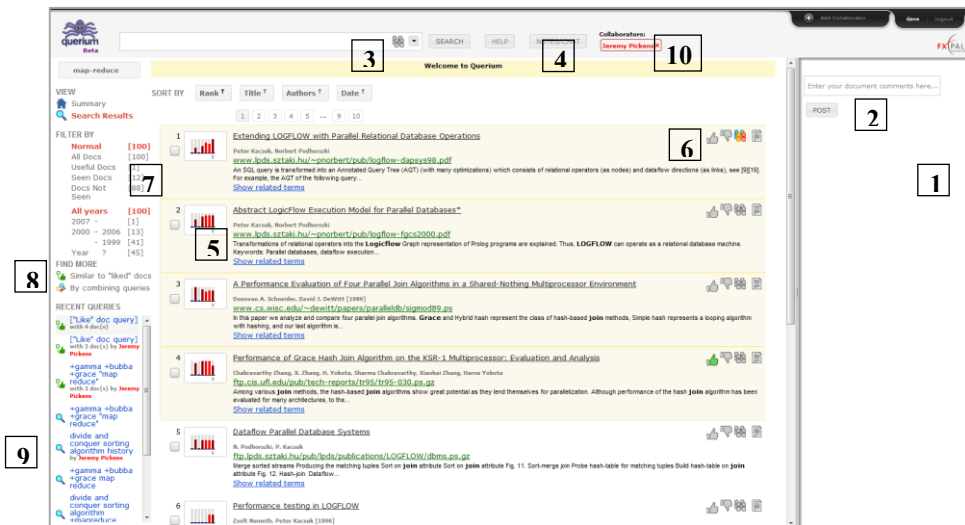 Add Collaborator
Gene logout
querium
Beta
3
SEARCH
HELP
NOTES/CHAT
4
Collaborators:
Jeremy Pickens x
10
FX PAL
map-reduce
Welcome to Querium
VIEW
Summary
Search Results
SORT BY Rank ↑ Title ↑ Authors ↑ Date ↑
1 2 3 4 5 ... 9 10
Enter your document comments here...
POST
2
1
FILTER BY
Normal [100]
All Docs [100]
Useful Docs [1]
Seen Docs [12]
Docs Not Seen [88]
7
All years [100]
2007 - [1]
2000 - 2006 [13]
- 1999 [41]
Year ? [45]
FIND MORE
8
Similar to "liked" docs
By combining queries
RECENT QUERIES
["Like" doc query]
with 4 doc(s)
["Like" doc query]
with 3 doc(s) by Jeremy
Pickens
+gamma +bubba
+grace "map
reduce"
with 3 doc(s) by Jeremy
Pickens
+gamma +bubba
+grace "map
reduce"
9
divide and
conquer sorting
algorithm history
by Jeremy Pickens
+gamma +bubba
+grace map
reduce
divide and
conquer sorting
algorithm
+mapreduce
1
Extending LOGFLOW with Parallel Relational Database Operations
6
Peter Kacsuk, Norbert Podhorszki
www.lpds.sztaki.hu/~pnorbert/pub/logflow-dapsys98.pdf
An SQL query is transformed into an Annotated Query Tree (AQT) (with many optimizations) which consists of relational operators (as nodes) and dataflow directions (as links), see [9][19].
For example, the AQT of the following query...
Show related terms
2
Abstract LogicFlow Execution Model for Parallel Databases*
5
Peter Kacsuk, Norbert Podhorszki
www.lpds.sztaki.hu/~pnorbert/pub/logflow-fgcs2000.pdf
Transformations of relational operators into the Logicflow Graph representation of Prolog programs are explained. Thus, LOGFLOW can operate as a relational database machine.
Keywords: Parallel databases, dataflow execution...
Show related terms
3
A Performance Evaluation of Four Parallel Join Algorithms in a Shared-Nothing Multiprocessor Environment
Donovan A. Schneider, David J. DeWitt [1989]
www.cs.wisc.edu/~dewitt/papers/paralleldb/sigmod89.ps
In this paper we analyze and compare four parallel join algorithms. Grace and Hybrid hash represent the class of hash-based join methods, Simple hash represents a looping algorithm
with hashing, and our last algorithm is...
Show related terms
4
Performance of Grace Hash Join Algorithm on the KSR-1 Multiprocessor: Evaluation and Analysis
Chakravarthy Zhang, X. Zhang, H. Yokota, Sharma Chakravarthy, Xiaohai Zhang, Haruo Yokota
ftp.cis.ufl.edu/pub/tech-reports/tr95/tr95-030.ps.gz
Among various join methods, the hash-based join algorithms show great potential as they lend themselves for parallelization. Although performance of the hash join algorithm has been
evaluated for many architectures, to the...
Show related terms
5
Dataflow Parallel Database Systems
N. Podhorszki, P. Kacsuk
ftp.lpds.sztaki.hu/pub/lpds/publications/LOGFLOW/dbms.ps.gz
Merge sorted streams Producing the matching tuples Sort on join attribute Sort on join attribute Fig. 11. Sort-merge join Probe hash-table for matching tuples Build hash-table on join
attribute Fig. 12. Hash-join Dataflow...
Show related terms
6
Performance testing in LOGFLOW
Zsolt Nemeth, Peter Kacsuk [1996]